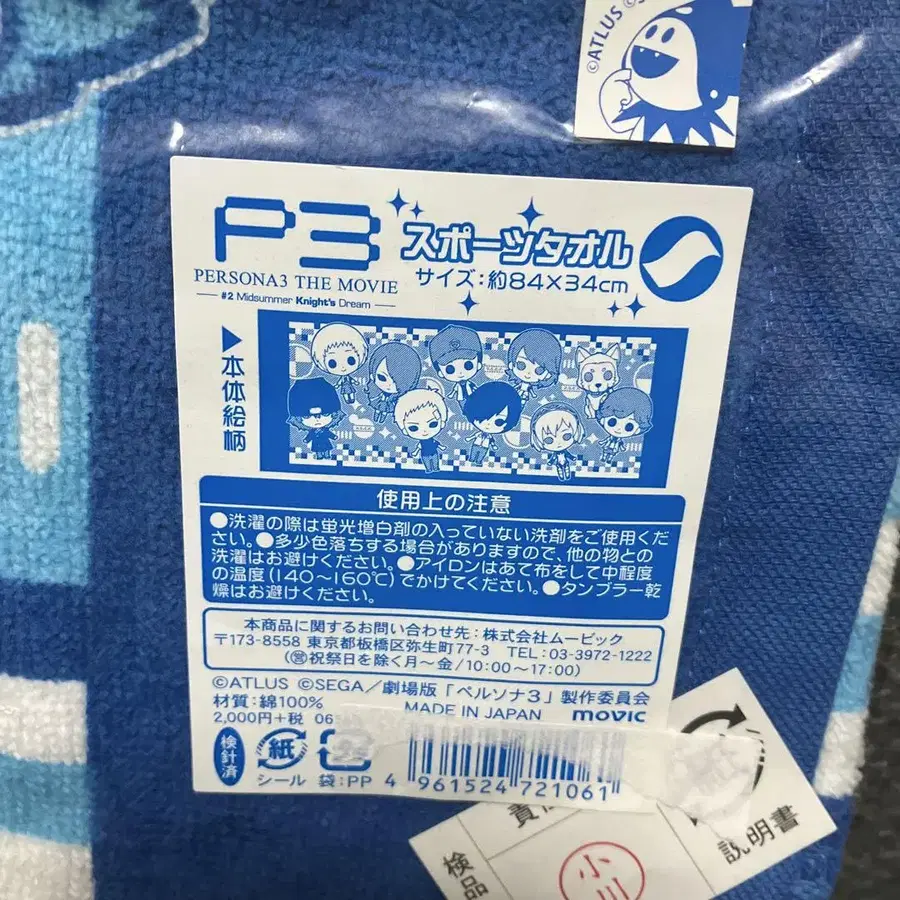 ©ATLUS ©S
P3
スポーツタオル
サイズ:約84×34cm
PERSONA3 THE MOVIE
#2 Midsummer Knight's Dream
▶本体絵柄
使用上の注意
●洗濯の際は蛍光増白剤の入っていない洗剤をご使用くだ
さい。●多少色落ちする場合がありますので、他の物との
洗濯はお避けください。●アイロンはあて布をして中程度
の温度(140~160℃)でかけてください。●タンブラー乾
燥はお避けください。
本商品に関するお問い合わせ先:株式会社ムービック
〒173-8558 東京都板橋区弥生町77-3 TEL:03-3972-1222
(営祝祭日を除く月~金/10:00~17:00)
©ATLUS ©SEGA/劇場版「ペルソナ3」製作委員会
材質:綿100% MADE IN JAPAN movic
2,000円+税 06
検針済
紙
シール 袋:PP
4 961524 721061
説明書
検品
小川